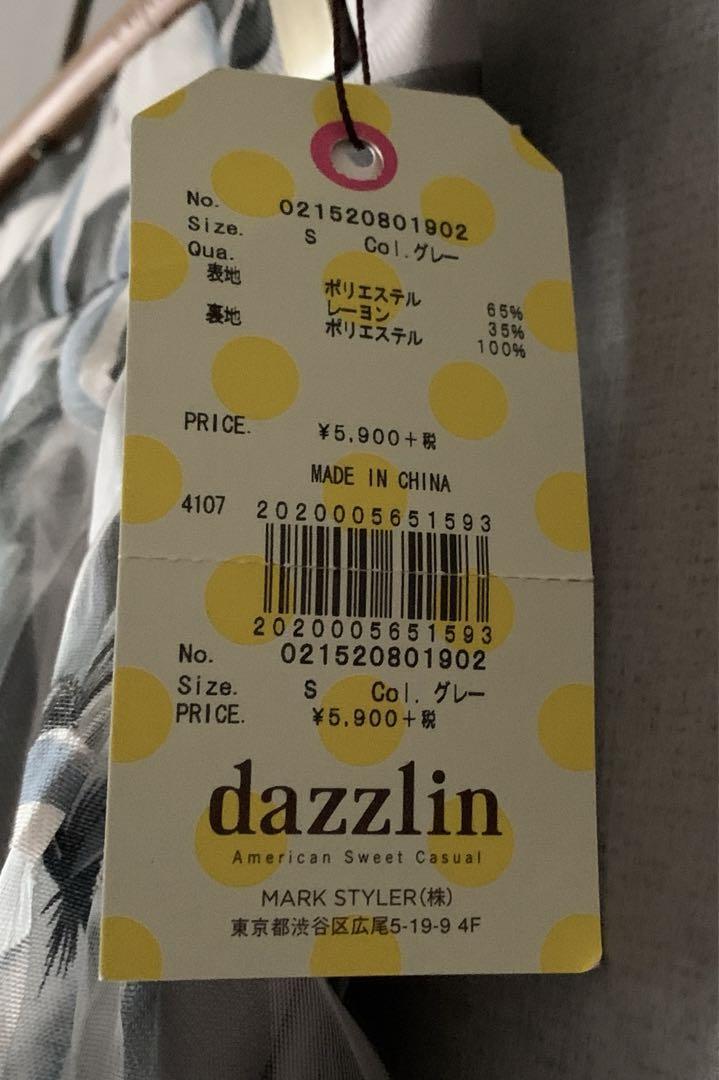 No. 021520801902
Size. S Col.グレー
Qua.
表地 ポリエステル 65%
レーヨン 35%
裏地 ポリエステル 100%
PRICE. ¥5,900+税
MADE IN CHINA
4107 2020005651593
2020005651593
No. 021520801902
Size. S Col.グレー
PRICE. ¥5,900+税
dazzlin
American Sweet Casual
MARK STYLER(株)
東京都渋谷区広尾5-19-9 4F